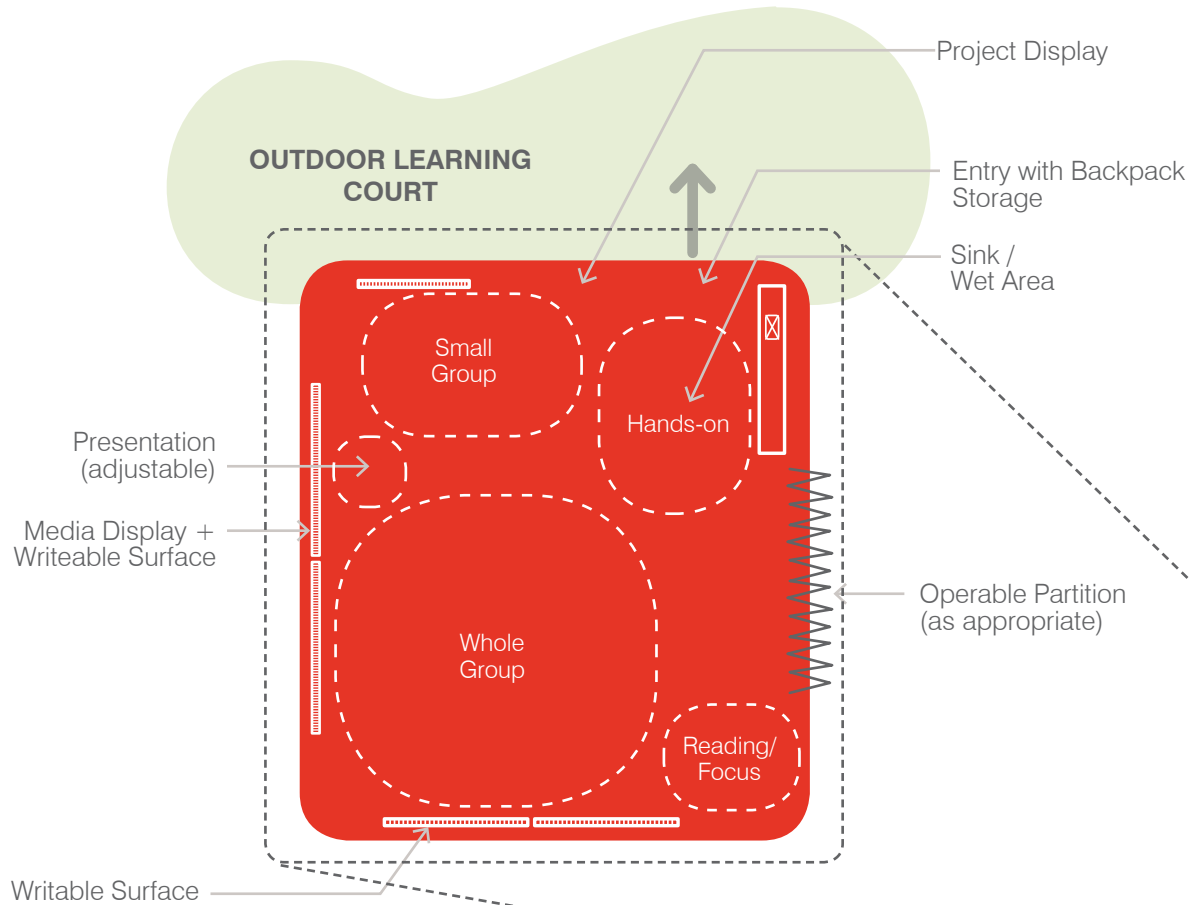 Project Display
OUTDOOR LEARNING
COURT
Entry with Backpack
Storage
Sink /
Wet Area
Small
Group
Hands-on
Presentation
(adjustable)
Media Display +
Writeable Surface
Operable Partition
(as appropriate)
Whole
Group
Reading/
Focus
Writable Surface